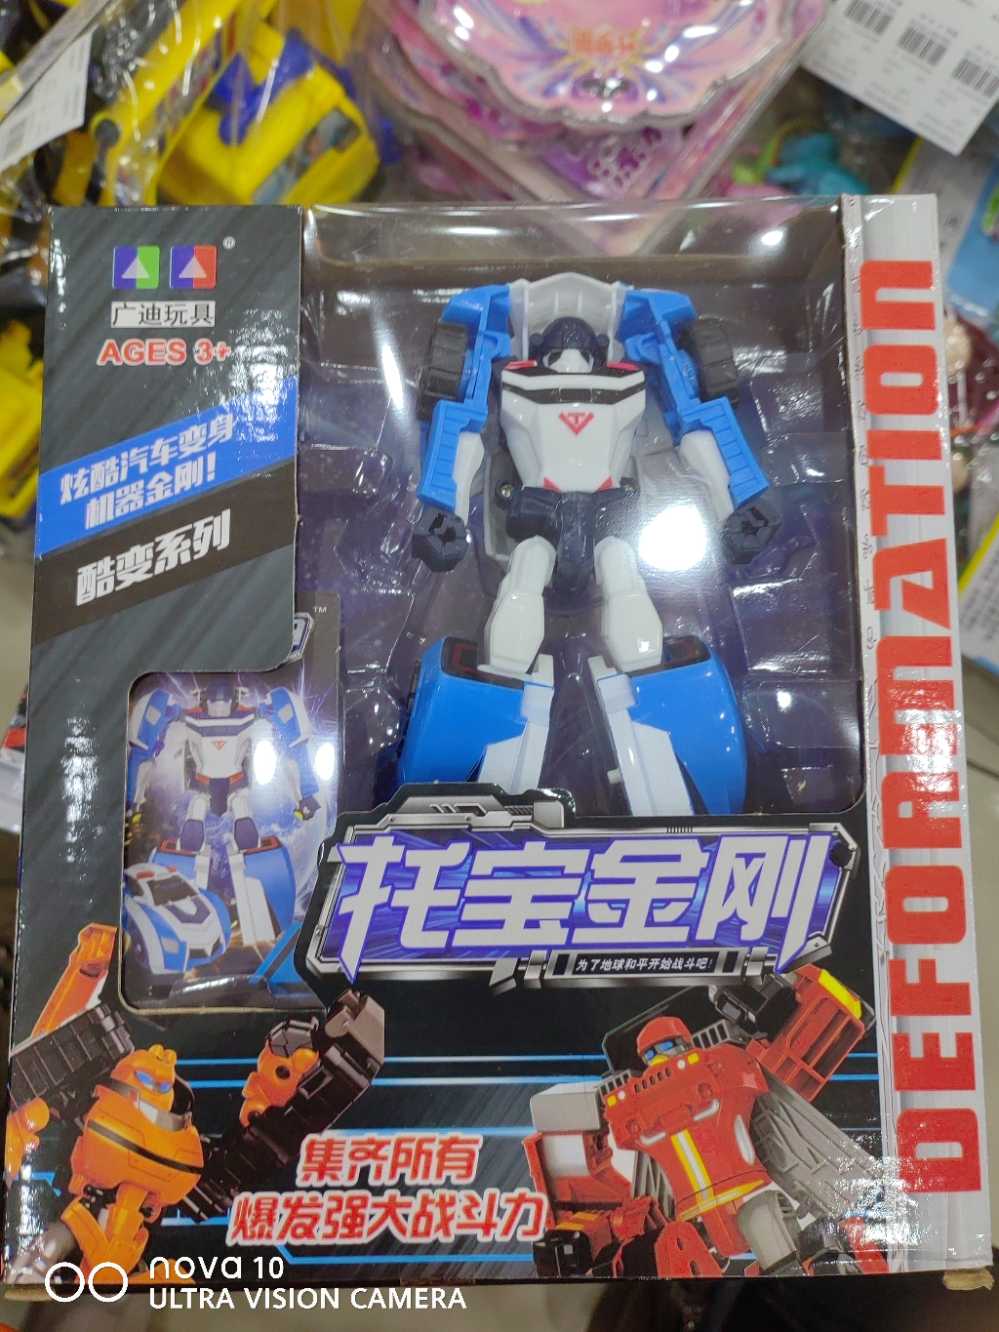 ®
广迪玩具
AGES 3+
炫酷汽车变身
机器金刚!
酷变系列
TM
托宝金刚
为了地球和平开始战斗吧!
集齐所有
爆发强大战斗力
DEFORMATION
nova 10
ULTRA VISION CAMERA